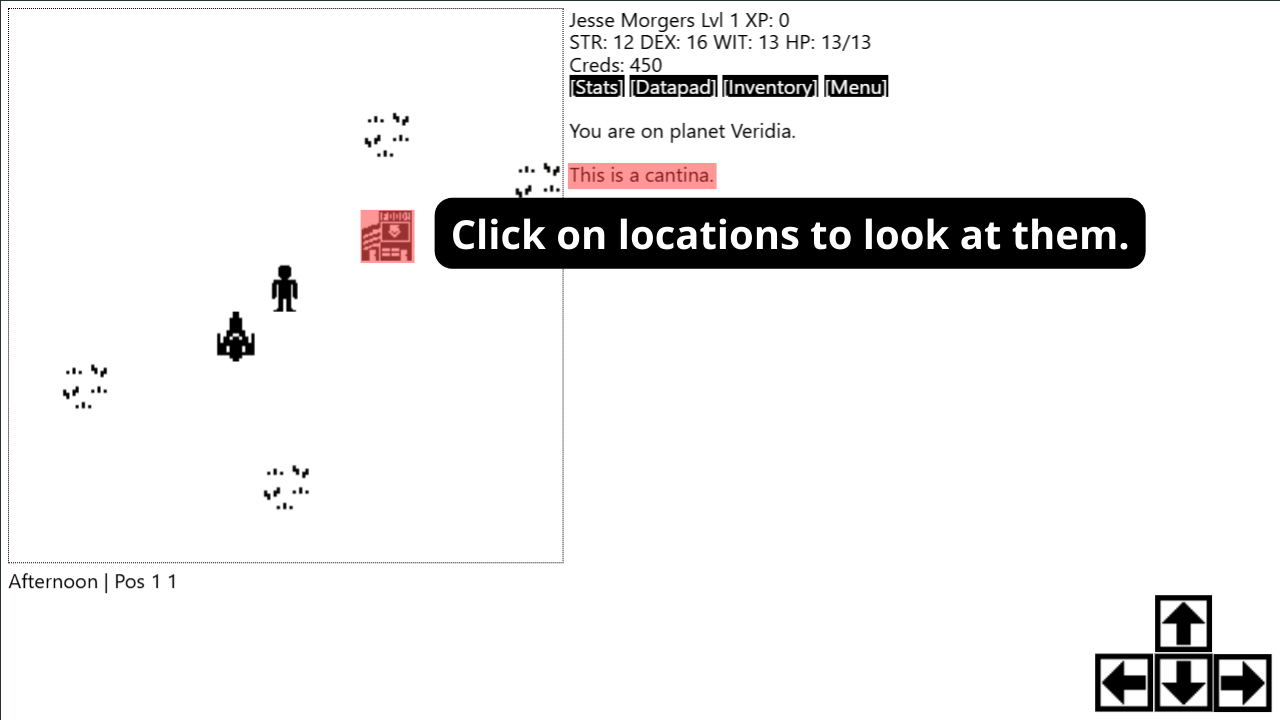 Jesse Morgers Lvl 1 XP: 0
STR: 12 DEX: 16 WIT: 13 HP: 13/13
Creds: 450
[Stats] [Datapad] [Inventory] [Menu]
You are on planet Veridia.
This is a cantina.
FOOD!
Click on locations to look at them.
Afternoon | Pos 1 1